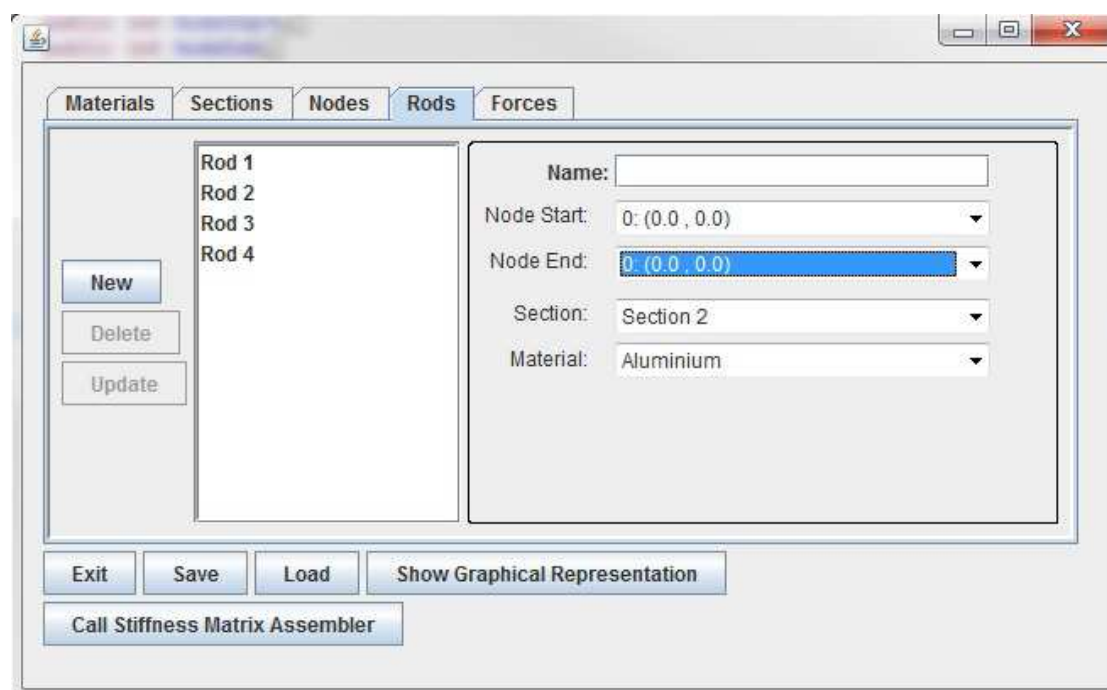 Materials Sections Nodes Rods Forces
Rod 1
Rod 2
Rod 3
Rod 4
New
Delete
Update
Name:
Node Start: 0: (0.0 , 0.0)
Node End: 0: (0.0 , 0.0)
Section: Section 2
Material: Aluminium
Exit Save Load Show Graphical Representation
Call Stiffness Matrix Assembler